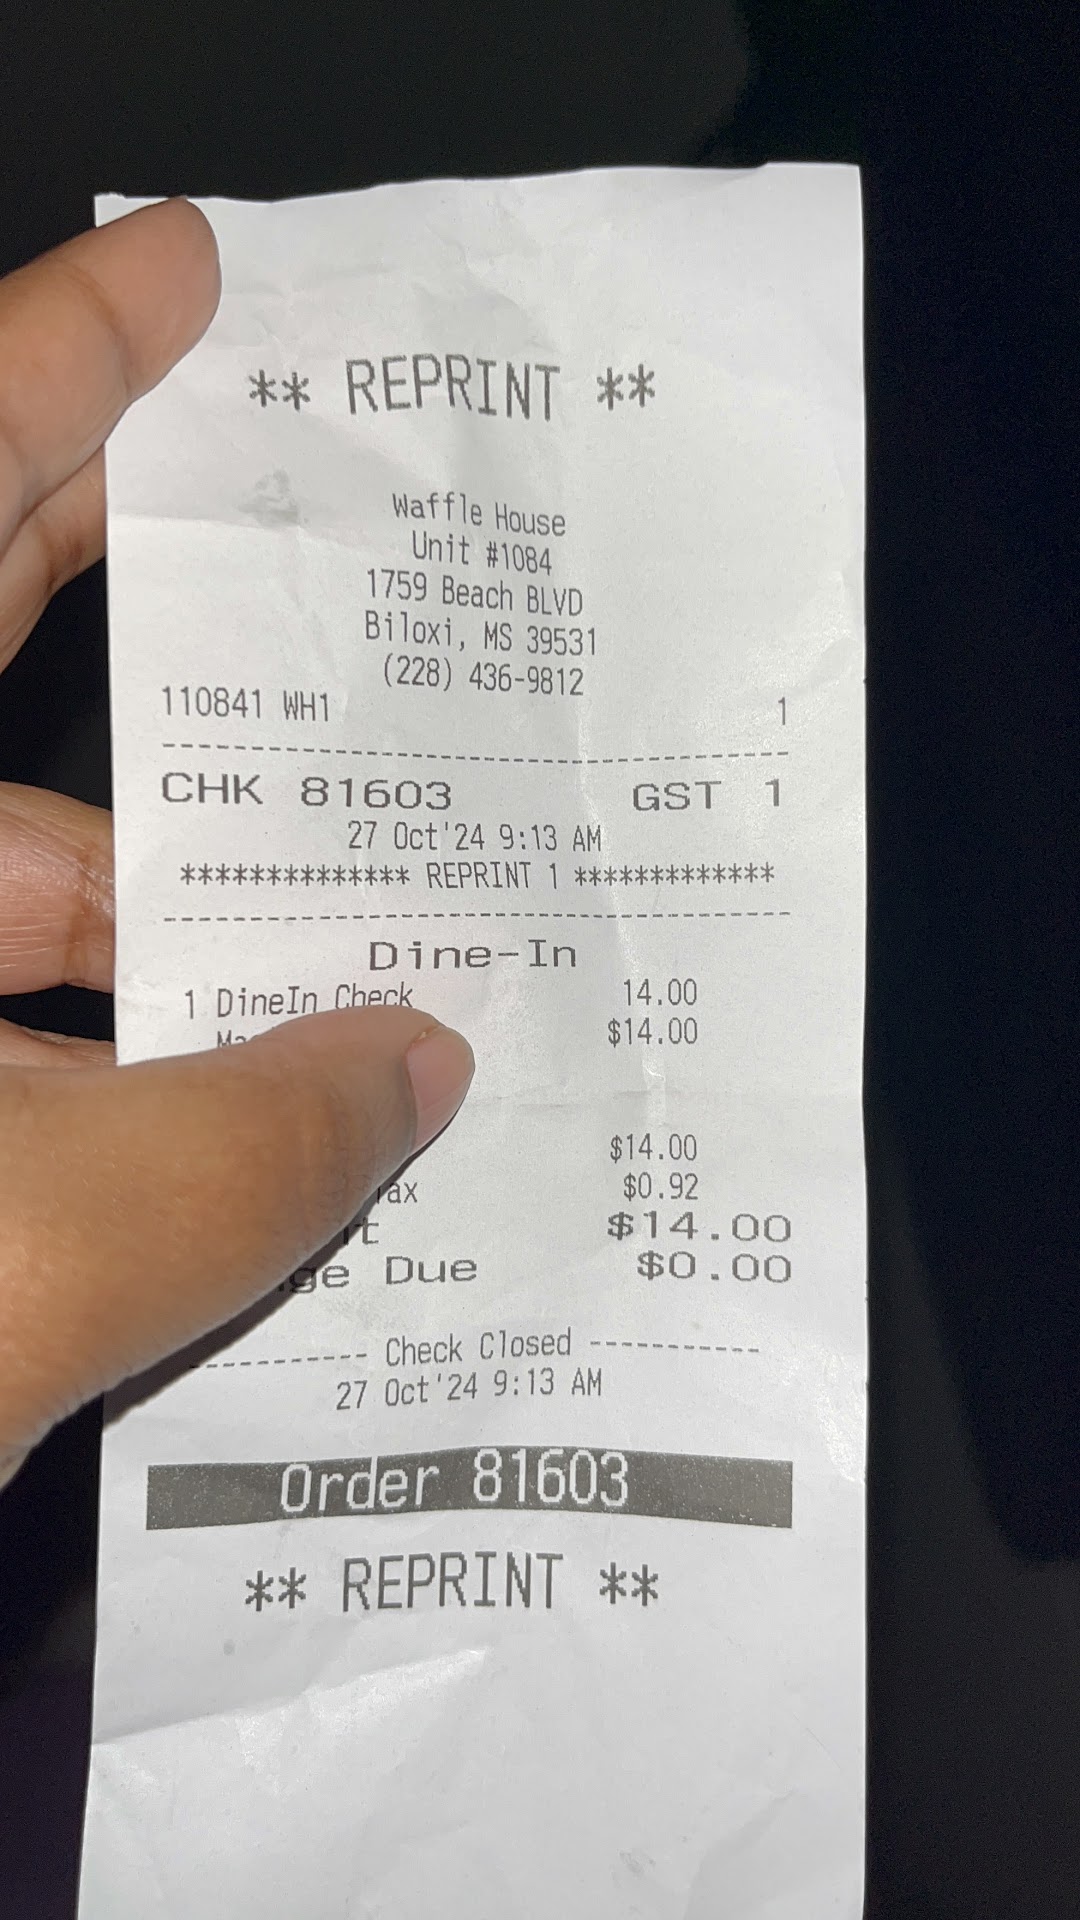 ** REPRINT **
Waffle House
Unit #1084
1759 Beach BLVD
Biloxi, MS 39531
(228) 436-9812
110841 WH1 1
CHK 81603 GST 1
27 Oct'24 9:13 AM
************** REPRINT 1 *************
Dine-In
1 DineIn Check 14.00
$14.00
$14.00
$0.92
$14.00
Due $0.00
----------- Check Closed -----------
27 Oct'24 9:13 AM
Order 81603
** REPRINT **